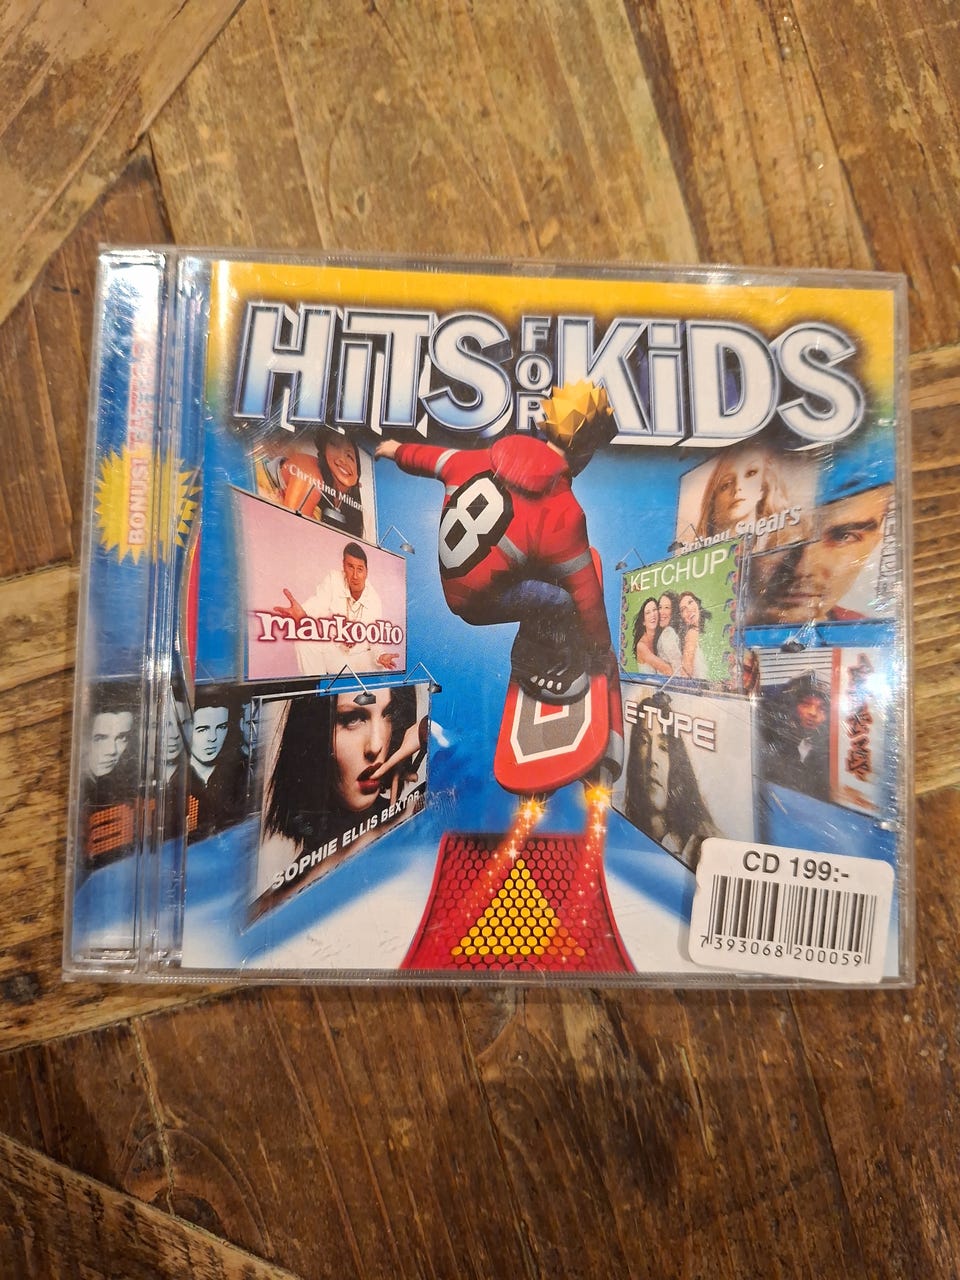 HiTS FOR KiDS
BONUS!
8
Christina Milian
Britney Spears
KETCHUP
markoolio
E-TYPE
SOPHIE ELLIS BEXTOR
CD 199:-
7 393068 200059